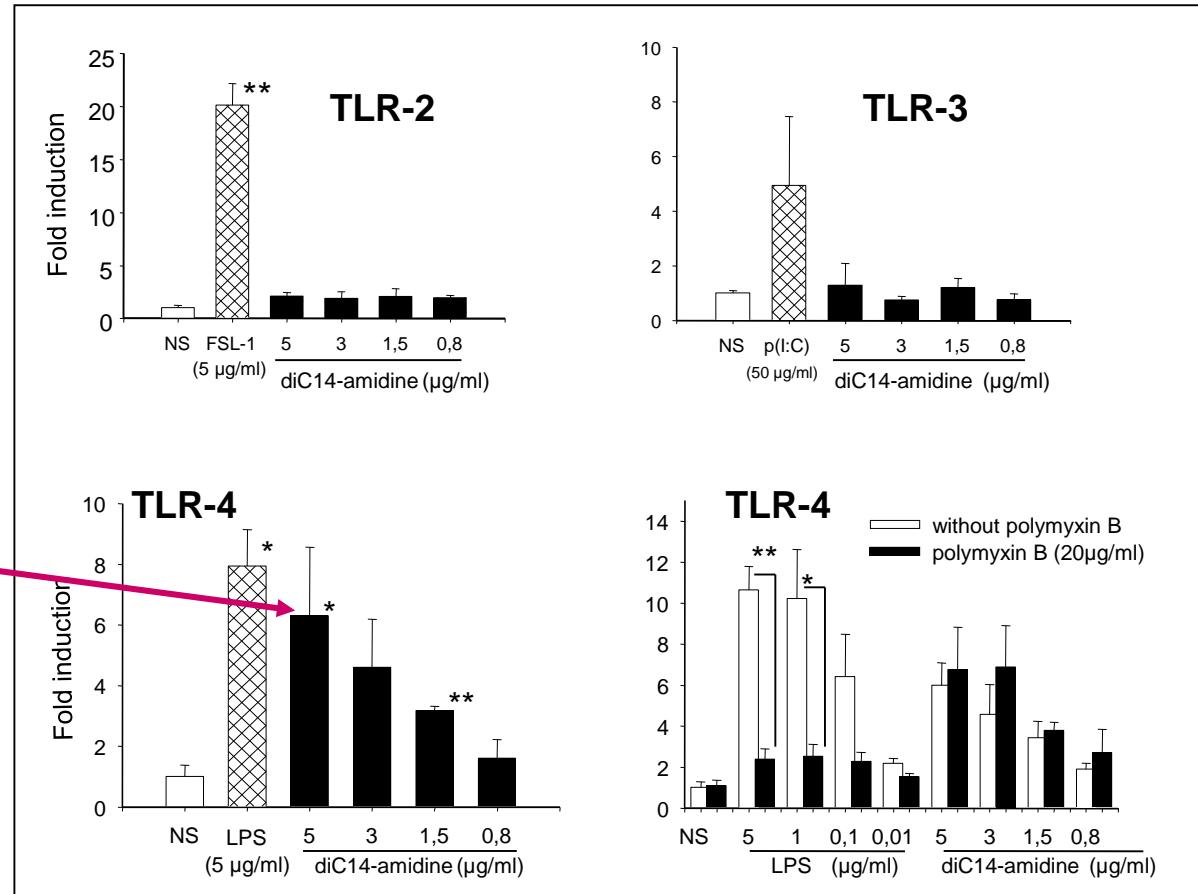 TLR-2
Fold induction
25
20
15
10
5
0
**
NS FSL-1 5 3 1,5 0,8
(5 µg/ml) diC14-amidine (µg/ml)
TLR-3
10
8
6
4
2
0
NS p(I:C) 5 3 1,5 0,8
(50 µg/ml) diC14-amidine (µg/ml)
TLR-4
Fold induction
10
8
6
4
2
0
*
*
**
NS LPS 5 3 1,5 0,8
(5 µg/ml) diC14-amidine (µg/ml)
TLR-4
without polymyxin B
polymyxin B (20µg/ml)
14
12
10
8
6
4
2
0
**
*
NS 5 1 0,1 0,01 5 3 1,5 0,8
LPS (µg/ml) diC14-amidine (µg/ml)